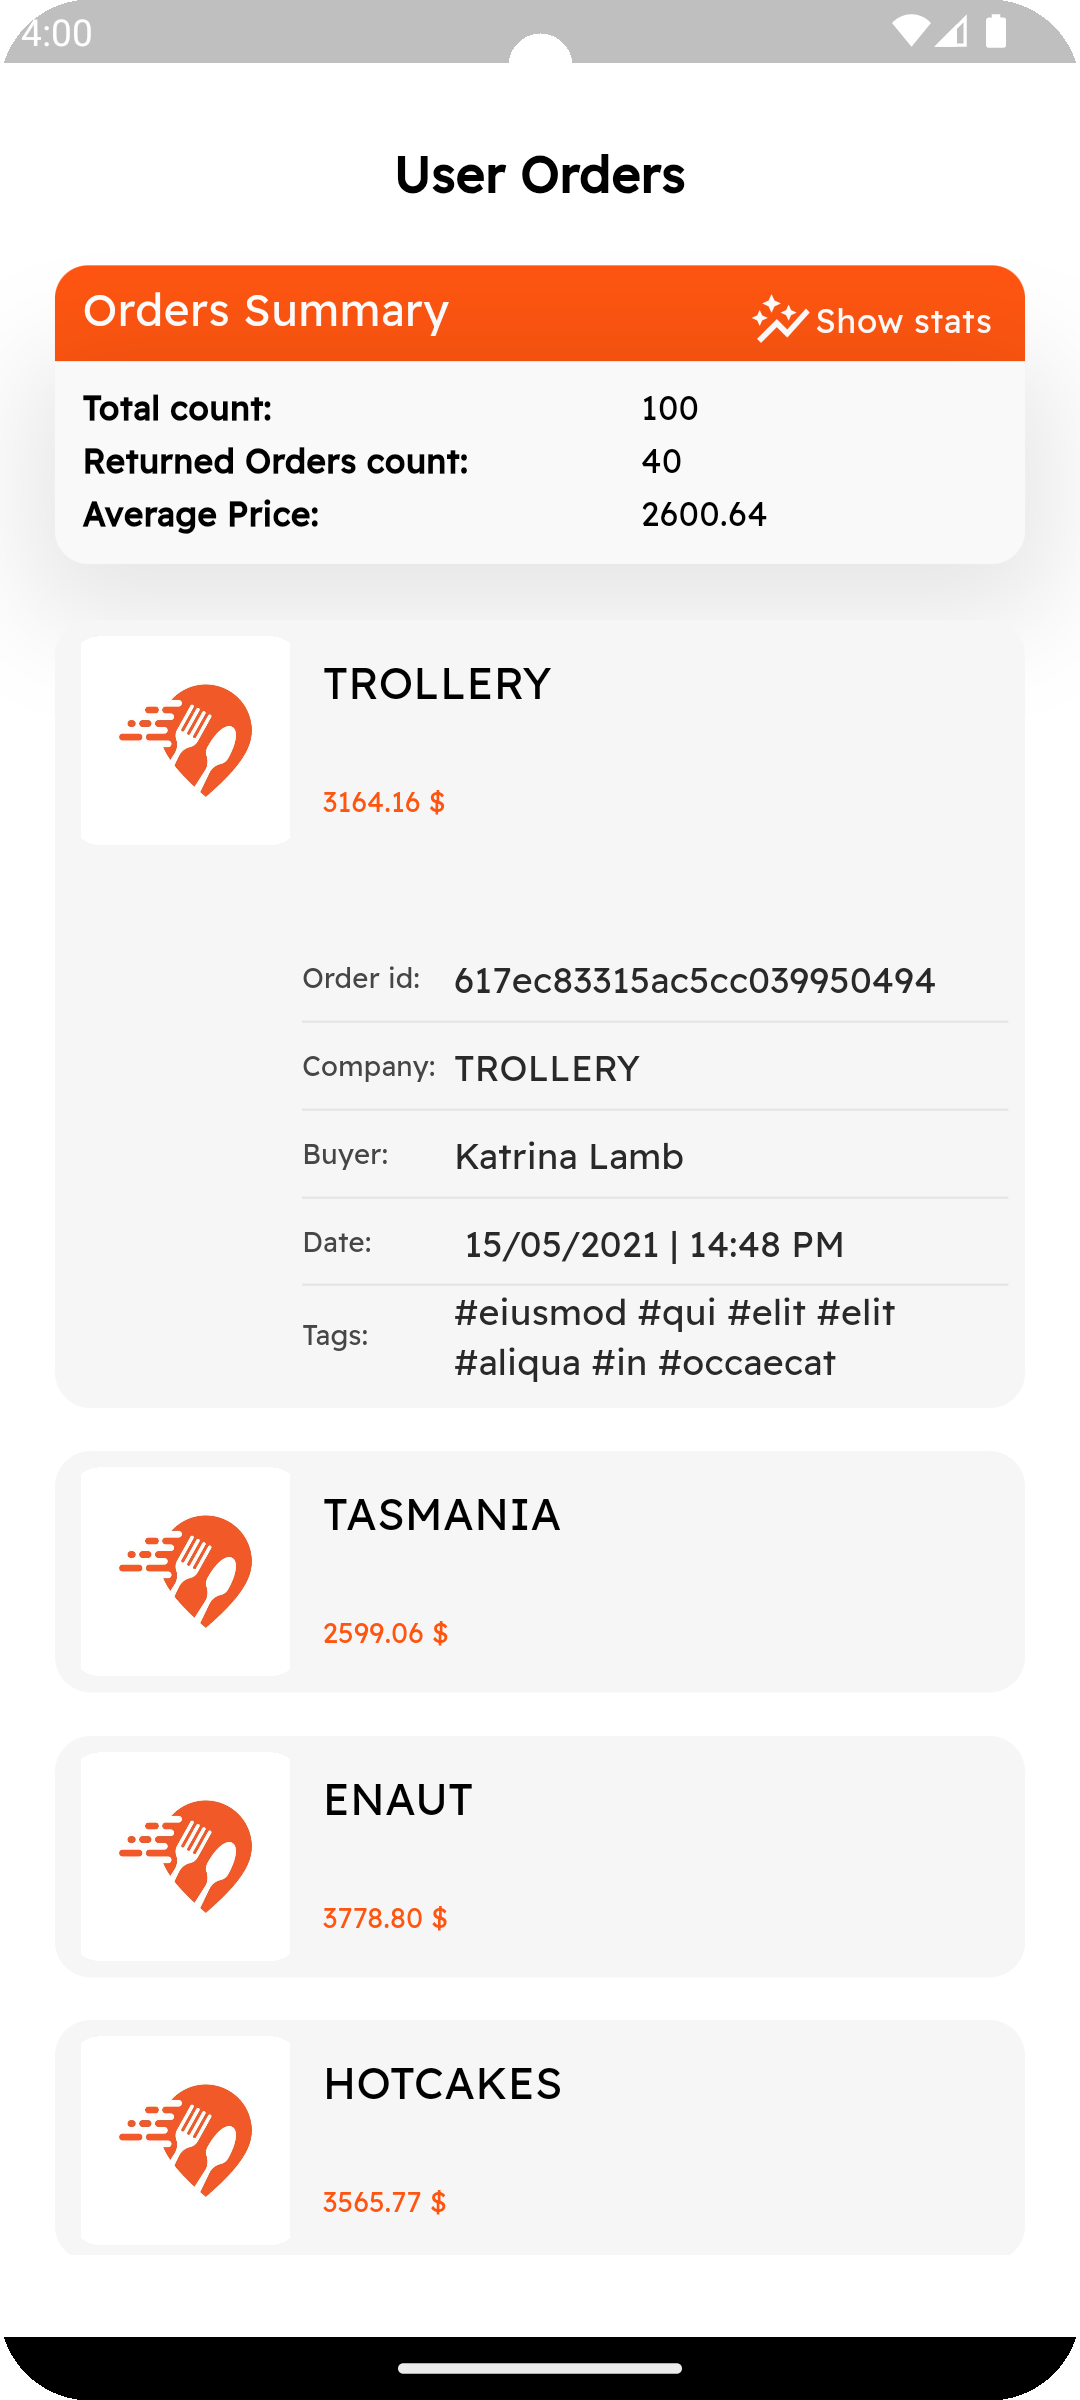 4:00
User Orders
Orders Summary
Show stats
Total count: 100
Returned Orders count: 40
Average Price: 2600.64
TROLLERY
3164.16 $
Order id: 617ec83315ac5cc039950494
Company: TROLLERY
Buyer: Katrina Lamb
Date: 15/05/2021 | 14:48 PM
Tags: #eiusmod #qui #elit #elit
#aliqua #in #occaecat
TASMANIA
2599.06 $
ENAUT
3778.80 $
HOTCAKES
3565.77 $